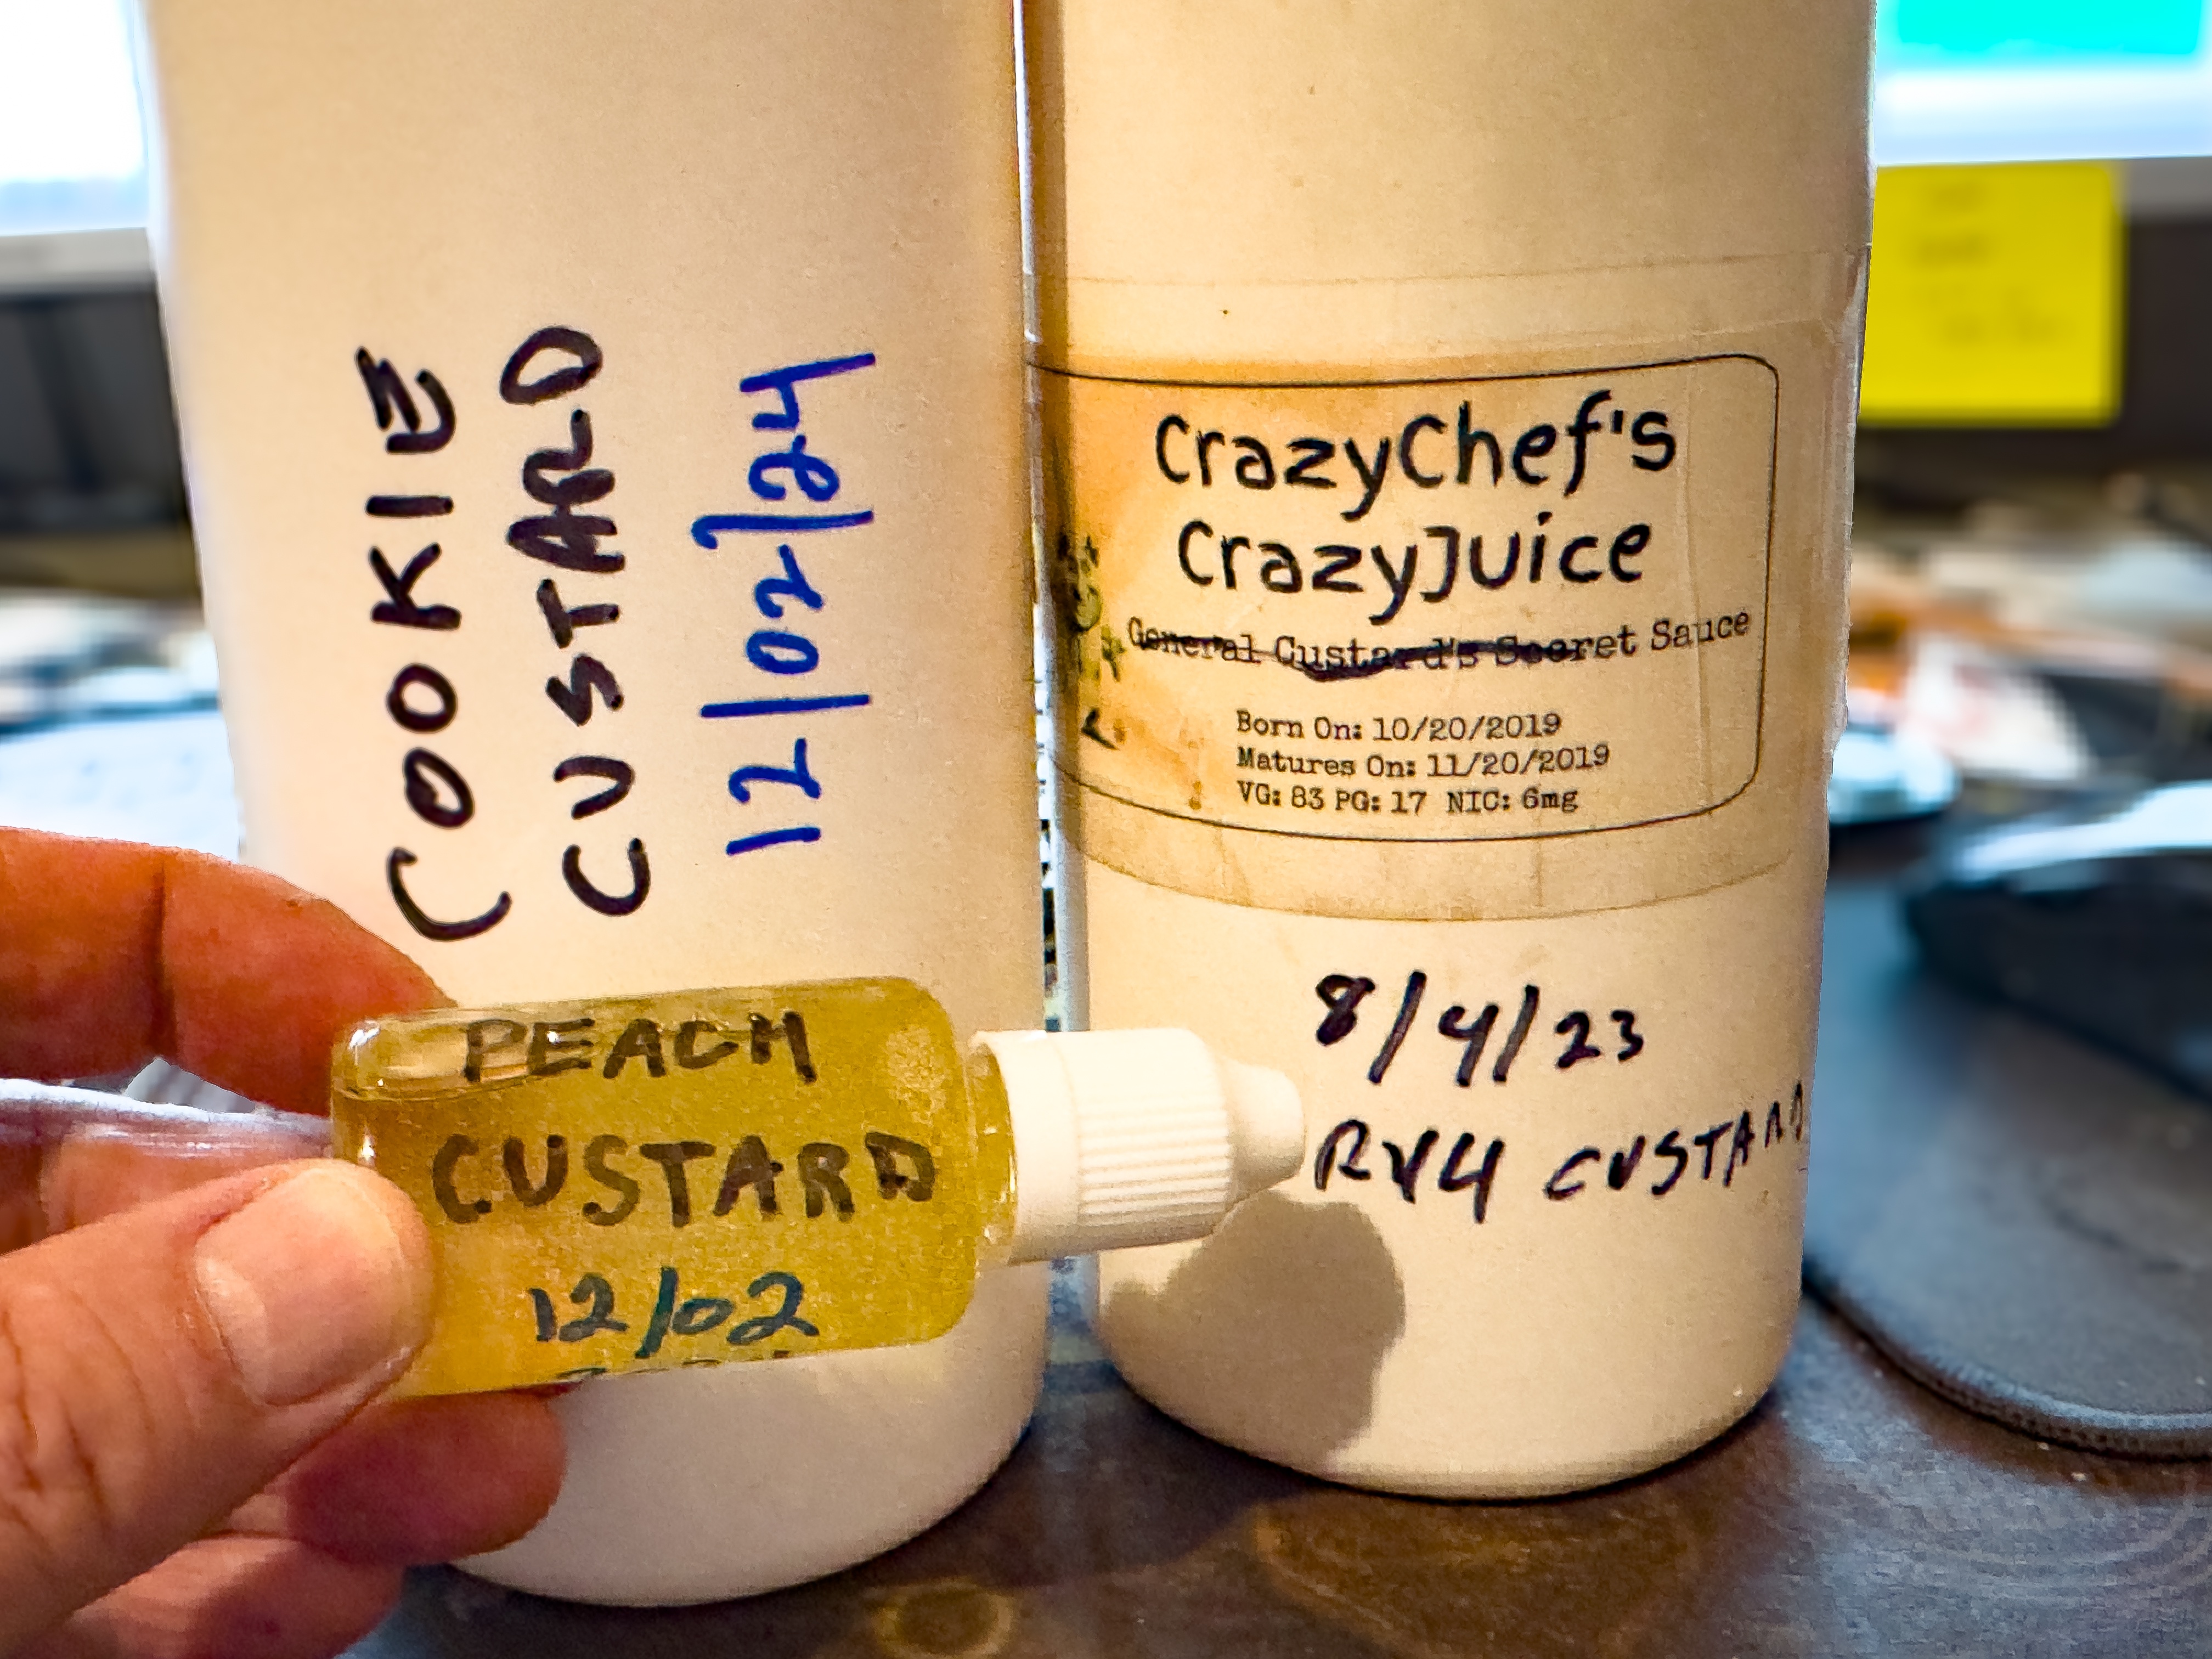 COOKIE
CUSTARD
12/02/24
CrazyChef's
CrazyJuice
General Custard's Secret Sauce
Born On: 10/20/2019
Matures On: 11/20/2019
VG: 83 PG: 17 NIC: 6mg
8/4/23
RY4 CUSTARD
PEACH
CUSTARD
12/02